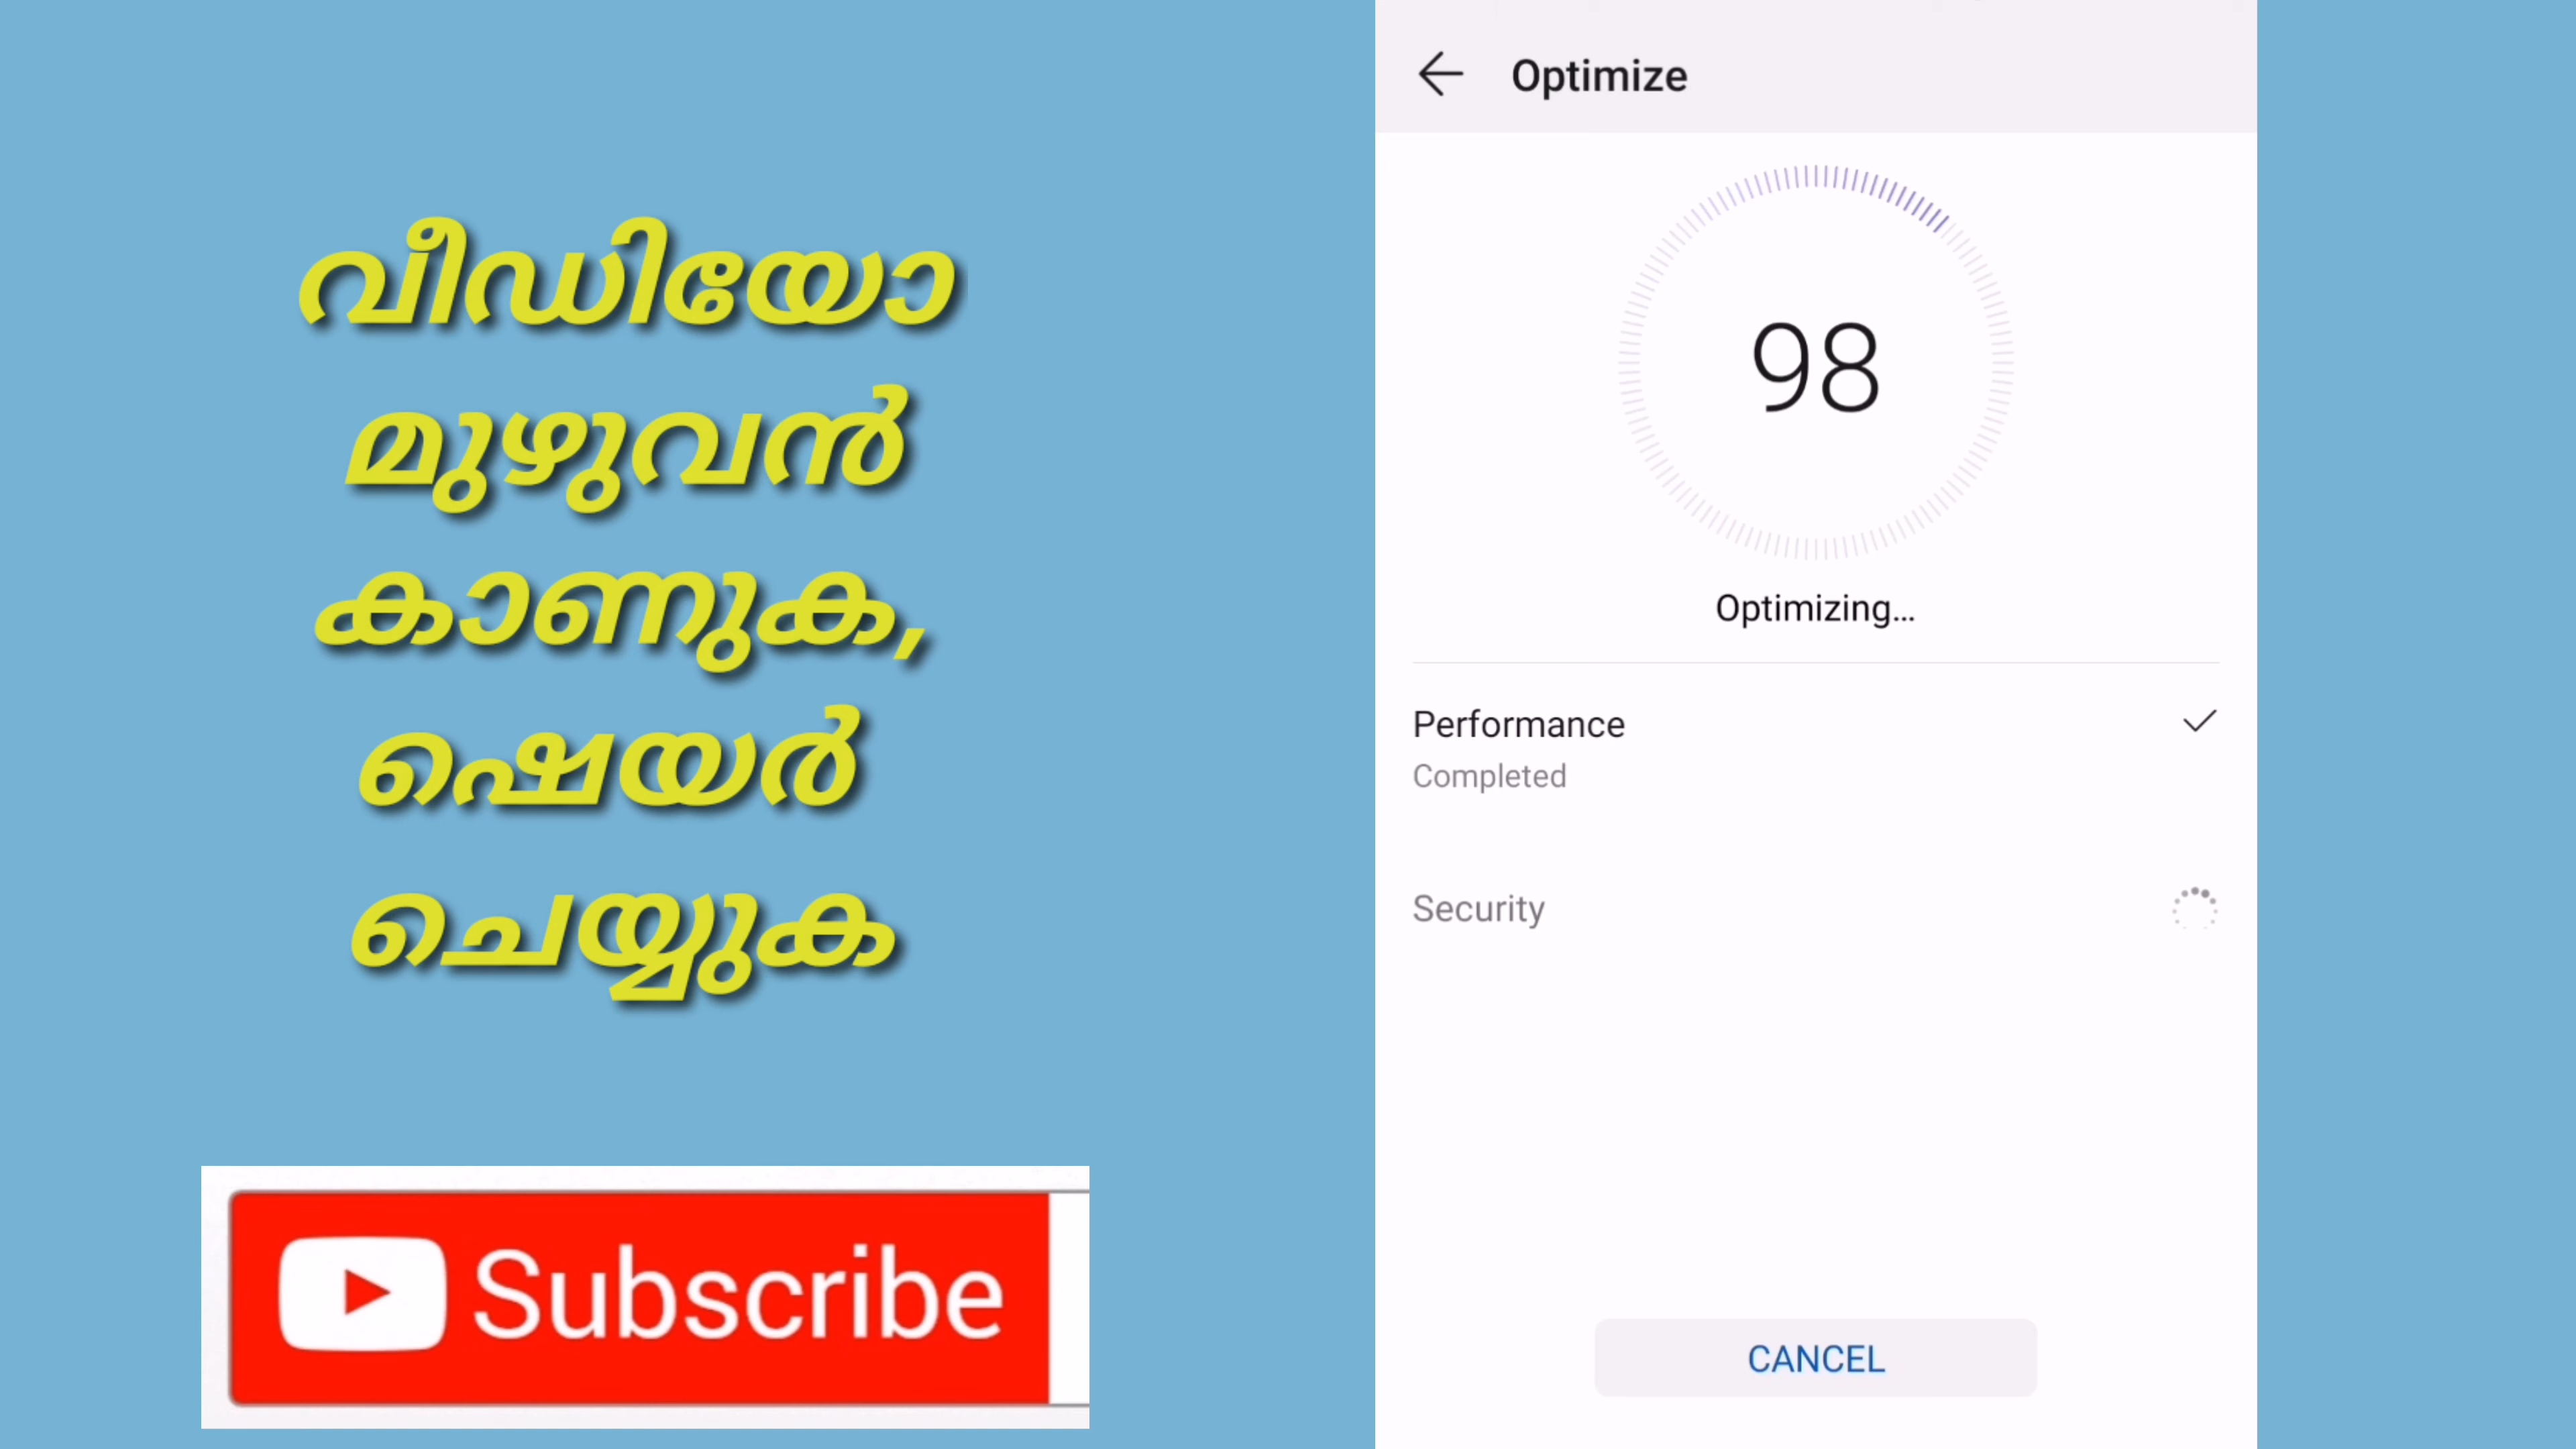 വീഡിയോ
മുഴുവൻ
കാണുക,
ഷെയർ
ചെയ്യുക
Subscribe
Optimize
98
Optimizing...
Performance
Completed
Security
CANCEL